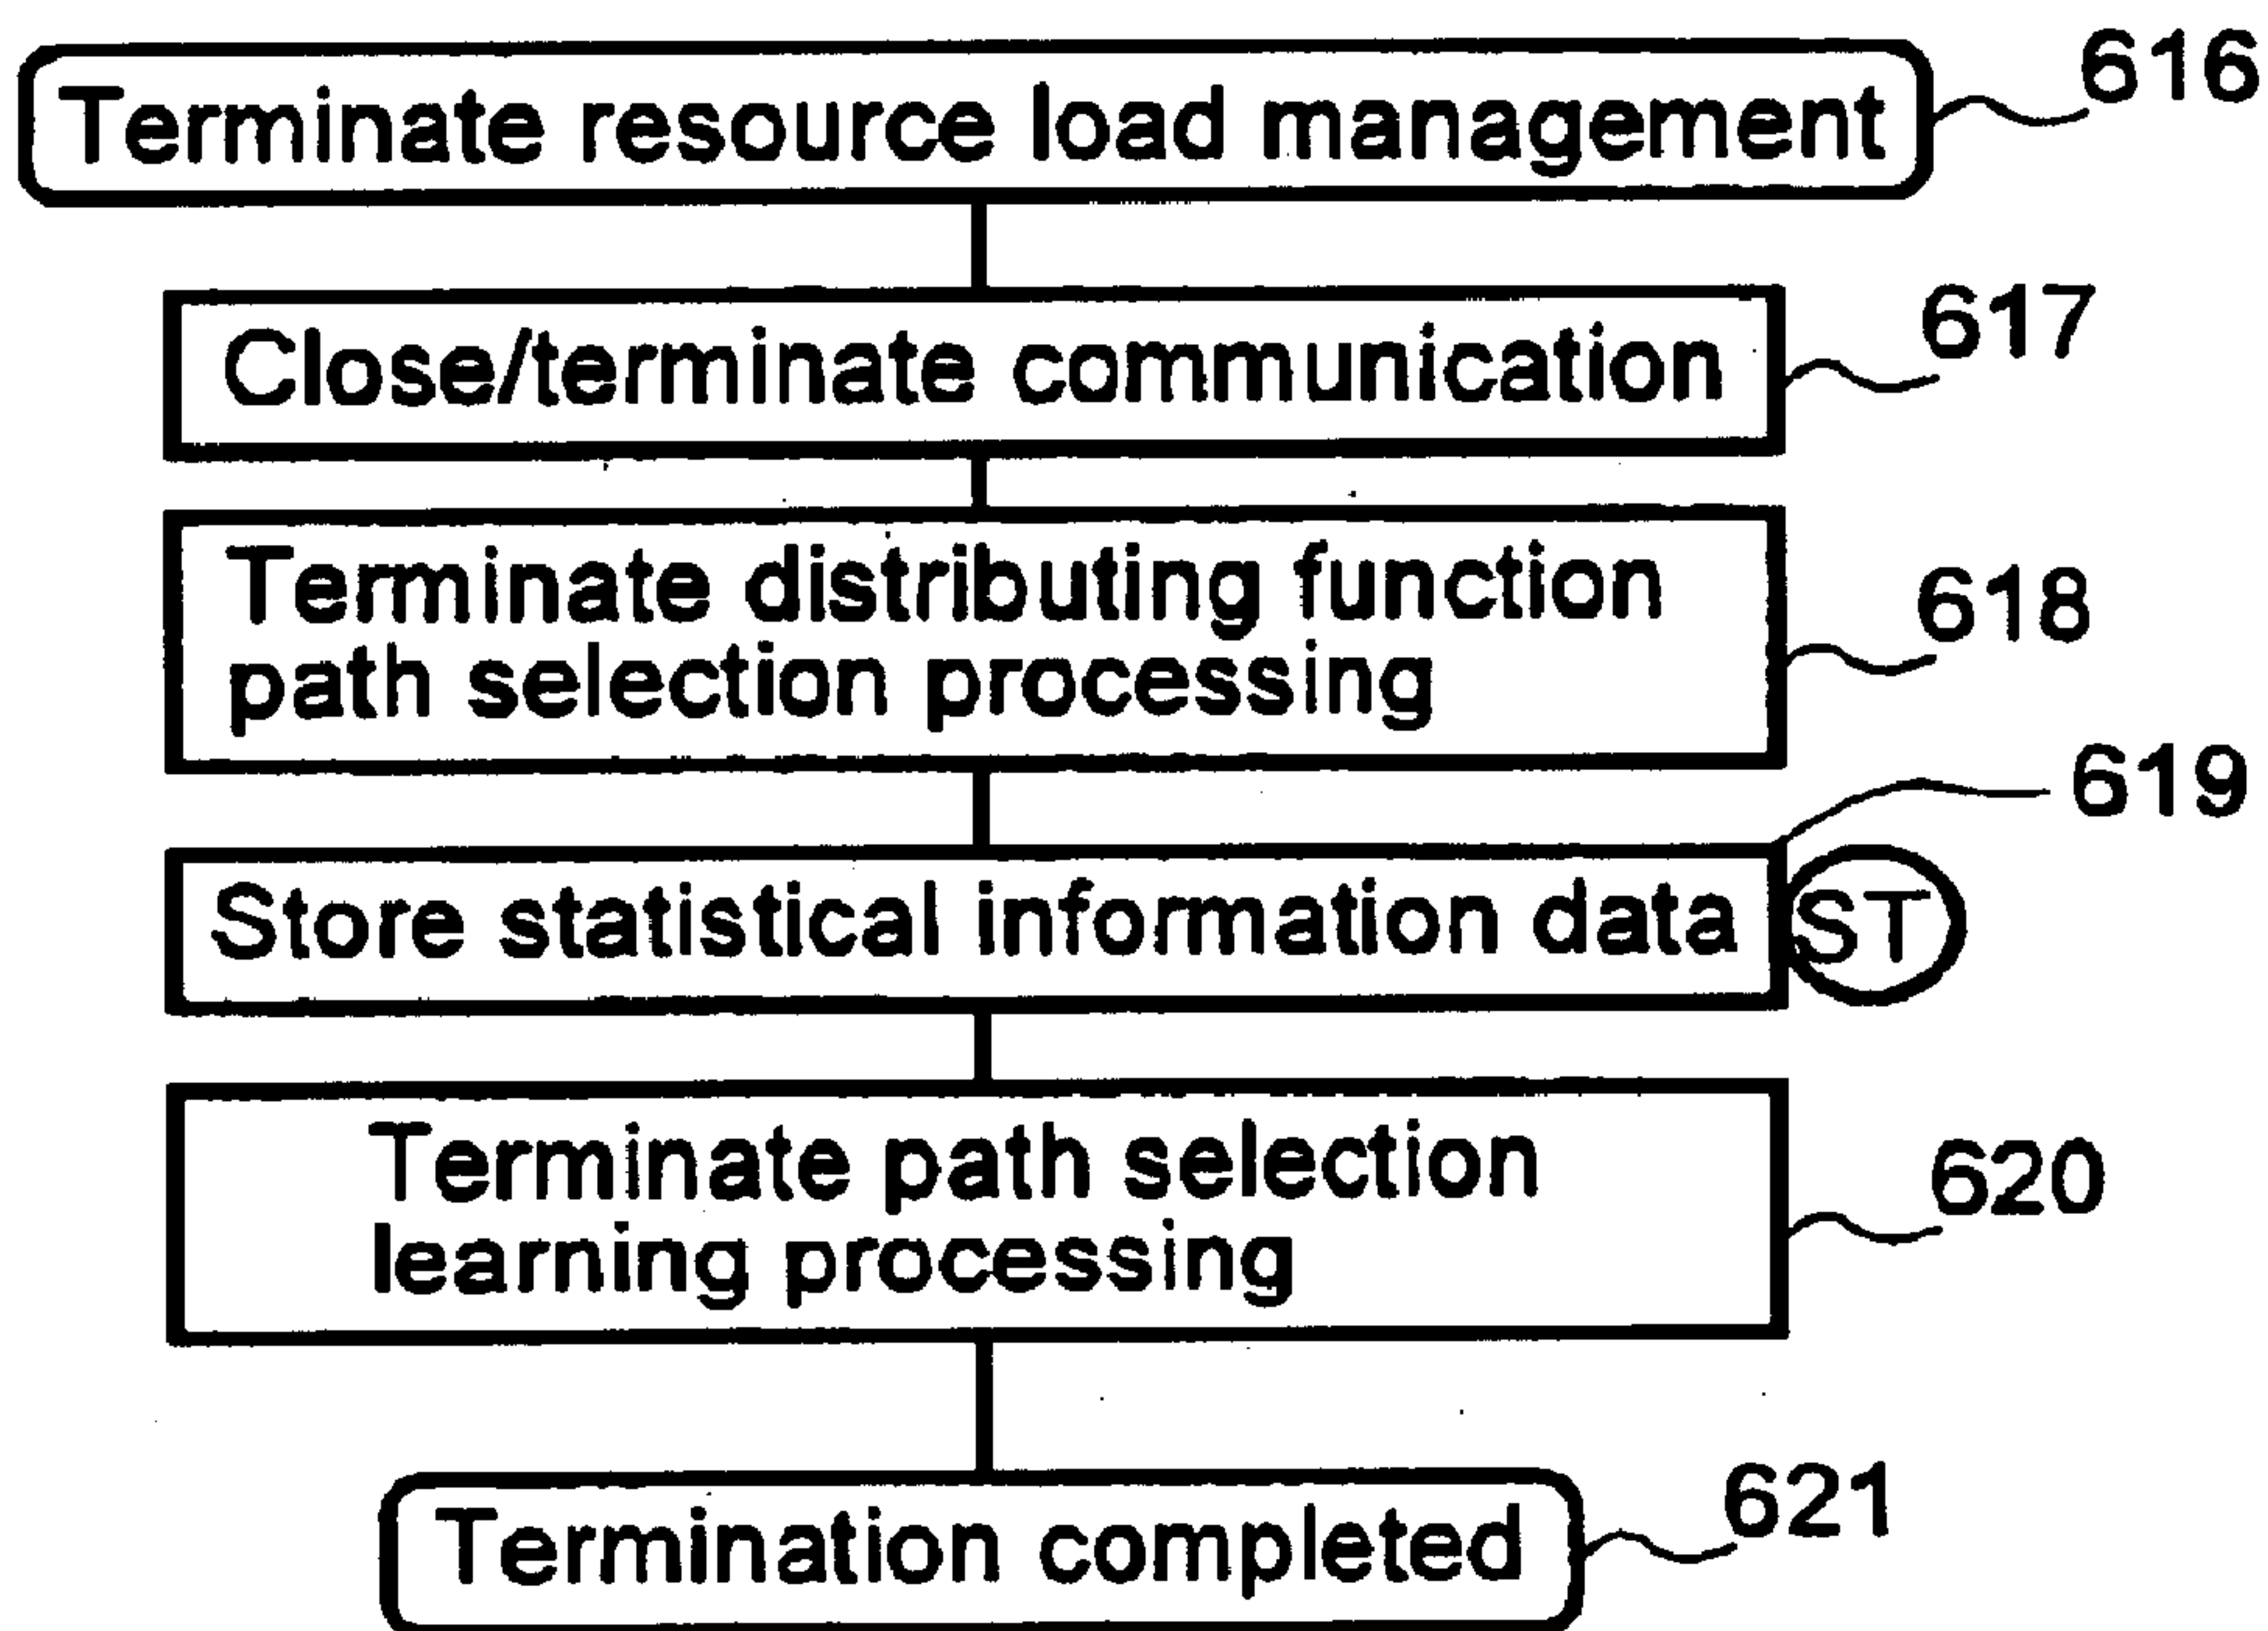 Terminate resource load management
616
Close/terminate communication
617
Terminate distributing function
path selection processing
618
619
Store statistical information data
ST
Terminate path selection
learning processing
620
Termination completed
621